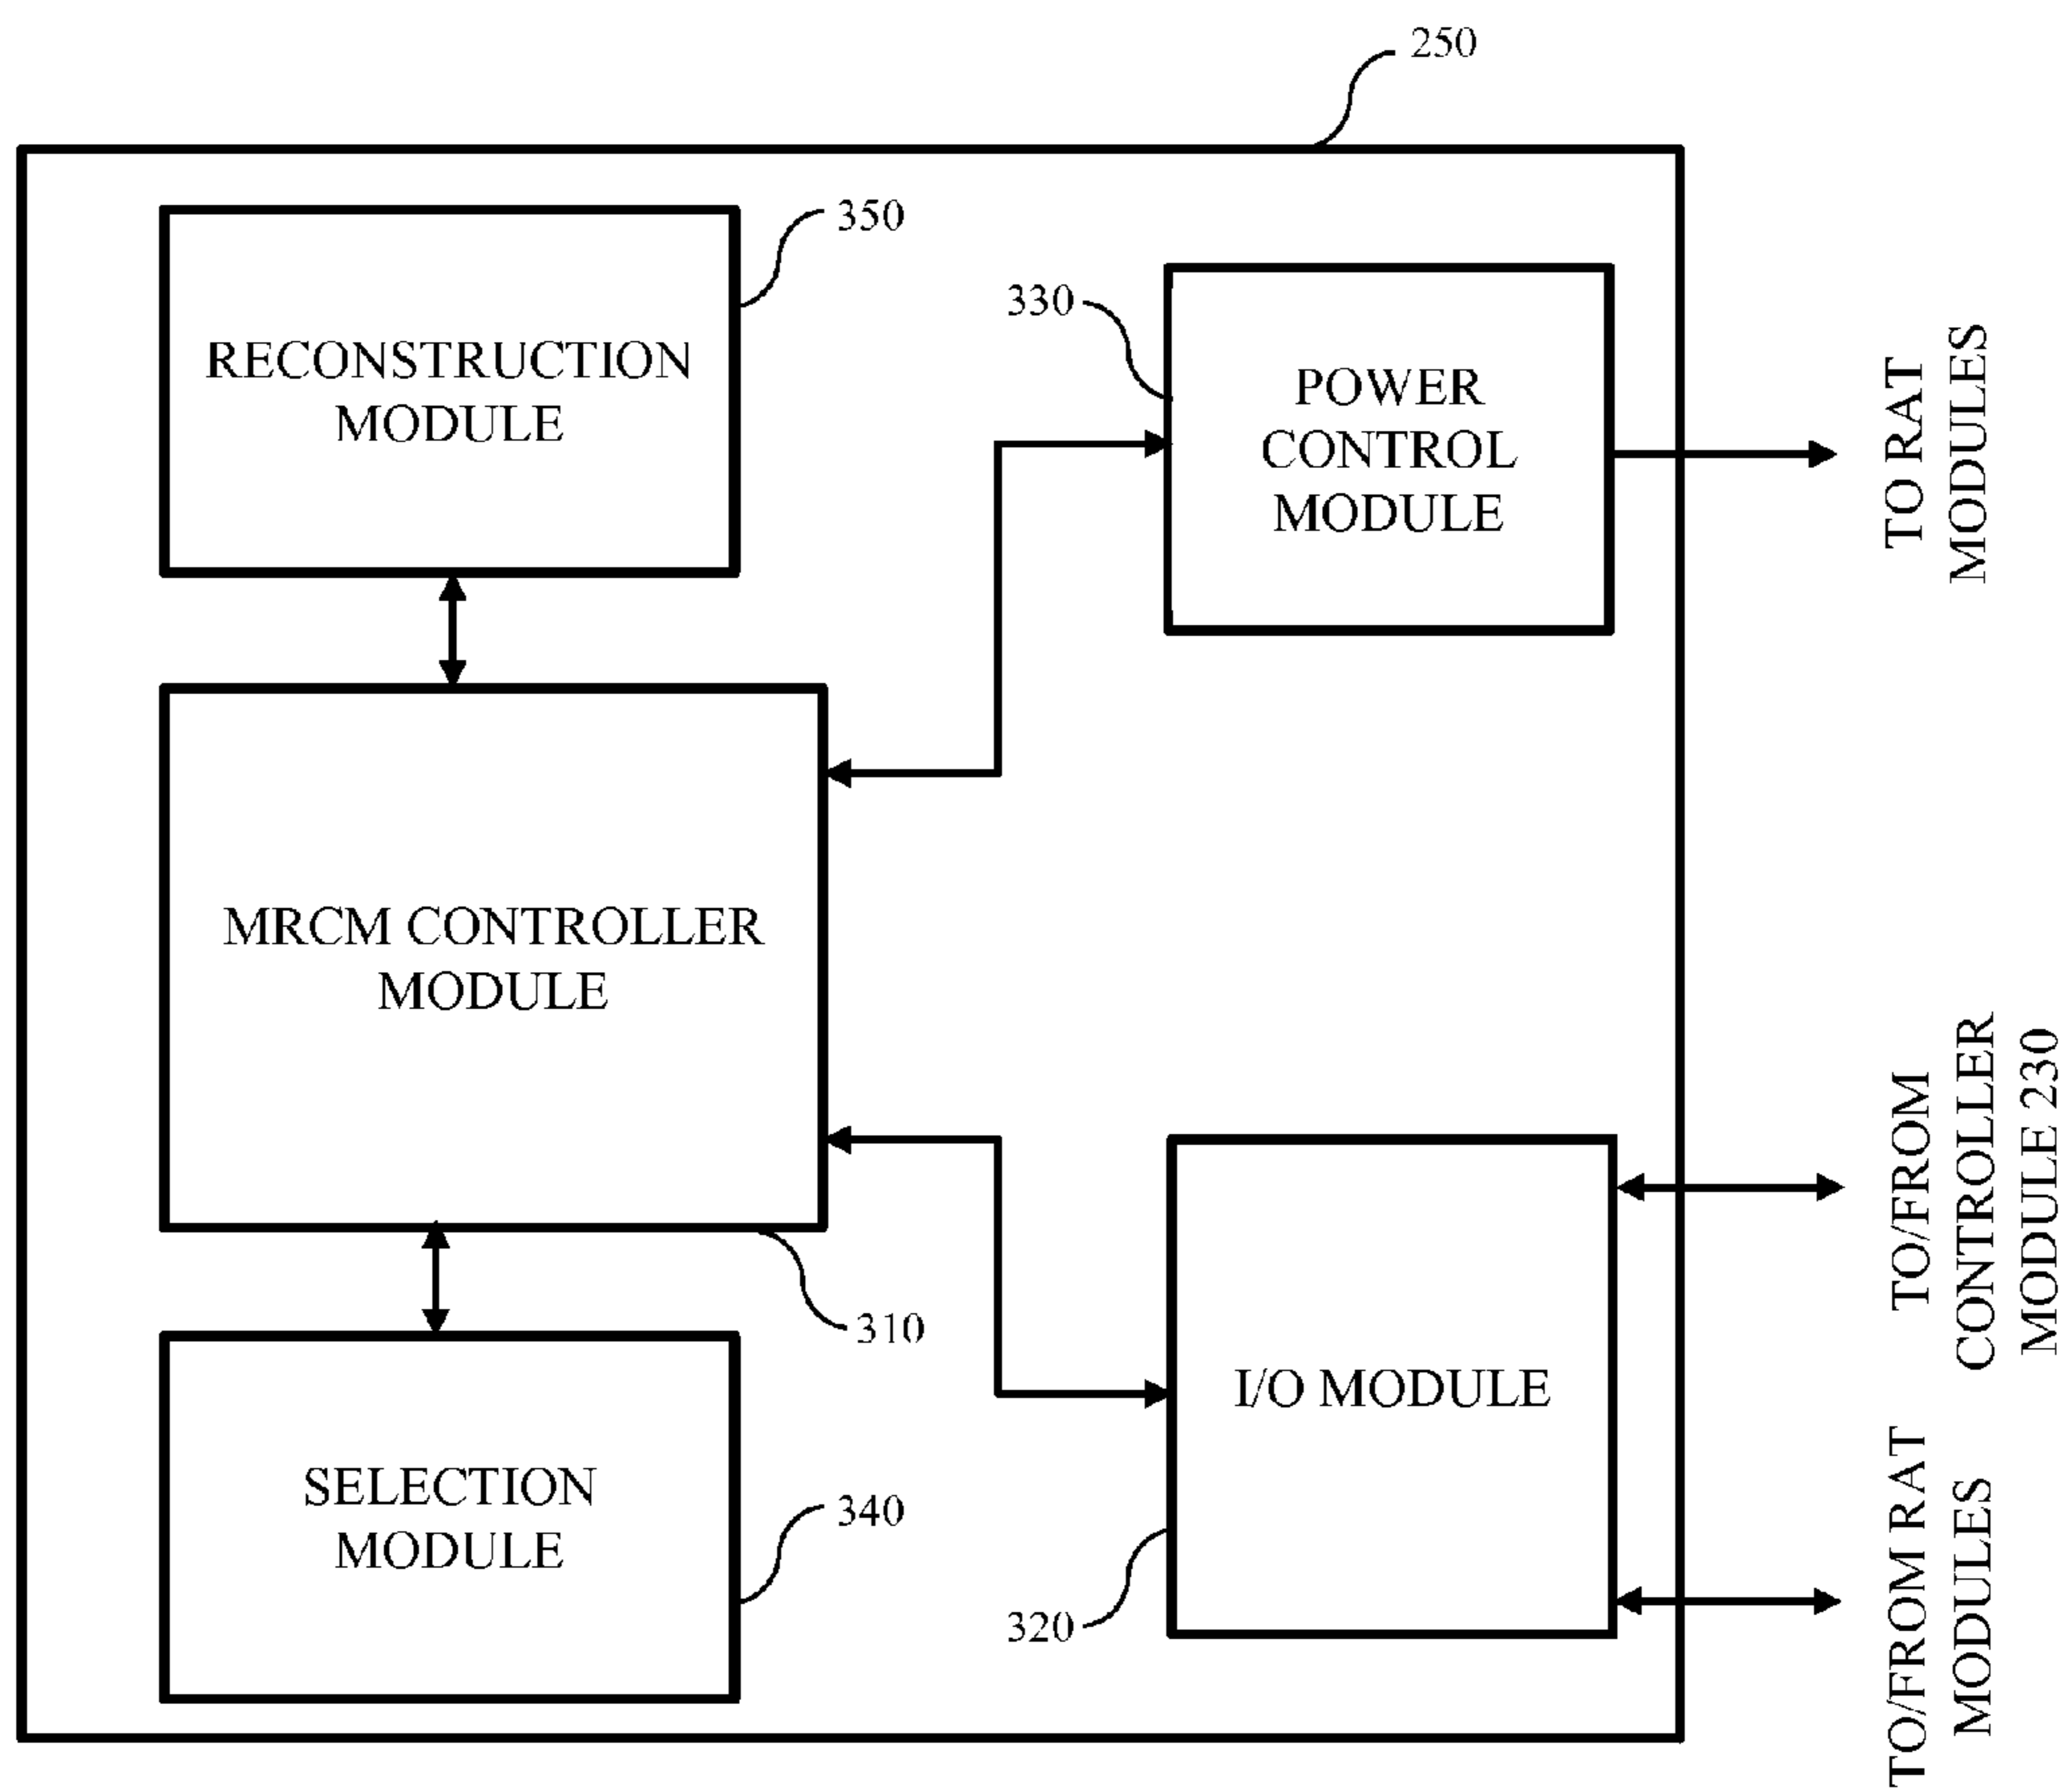 250
350
RECONSTRUCTION
MODULE
330
POWER
CONTROL
MODULE
TO RAT
MODULES
MRCM CONTROLLER
MODULE
310
I/O MODULE
320
TO/FROM
CONTROLLER
MODULE 230
SELECTION
MODULE
340
TO/FROM RAT
MODULES